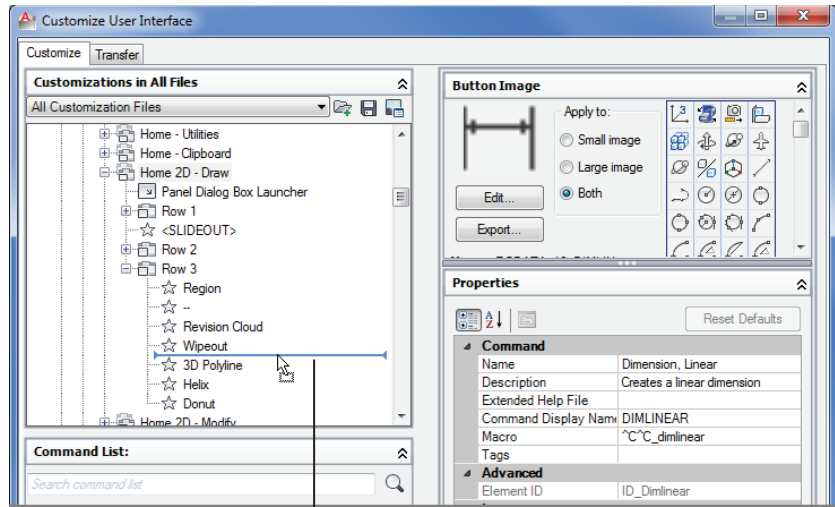 Customize User Interface
Customize Transfer
Customizations in All Files
All Customization Files
Home - Utilities
Home - Clipboard
Home 2D - Draw
Panel Dialog Box Launcher
Row 1
<SLIDEOUT>
Row 2
Row 3
Region
--
Revision Cloud
Wipeout
3D Polyline
Helix
Donut
Home 2D - Modify
Command List:
Search command list
Button Image
Apply to:
Small image
Large image
Both
Edit...
Export...
Properties
Reset Defaults
Command
Name Dimension, Linear
Description Creates a linear dimension
Extended Help File
Command Display Name DIMLINEAR
Macro ^C^C_dimlinear
Tags
Advanced
Element ID ID_Dimlinear